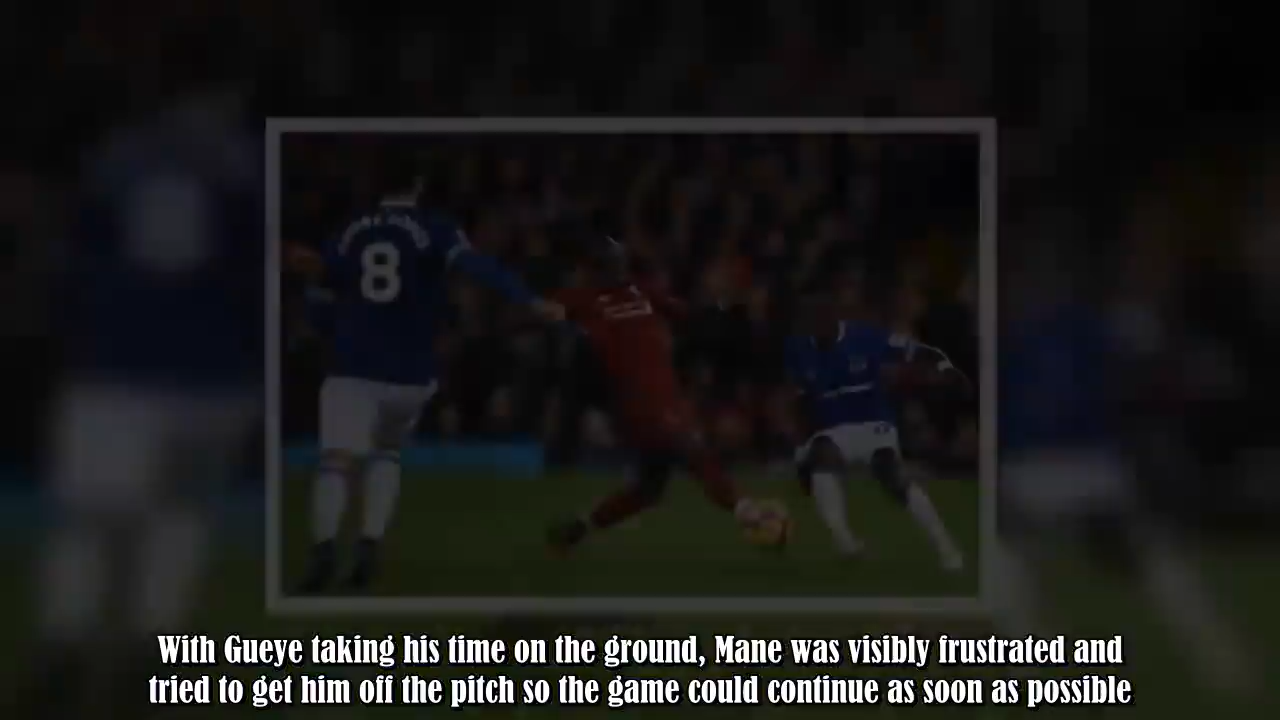 8
With Gueye taking his time on the ground, Mane was visibly frustrated and
tried to get him off the pitch so the game could continue as soon as possible